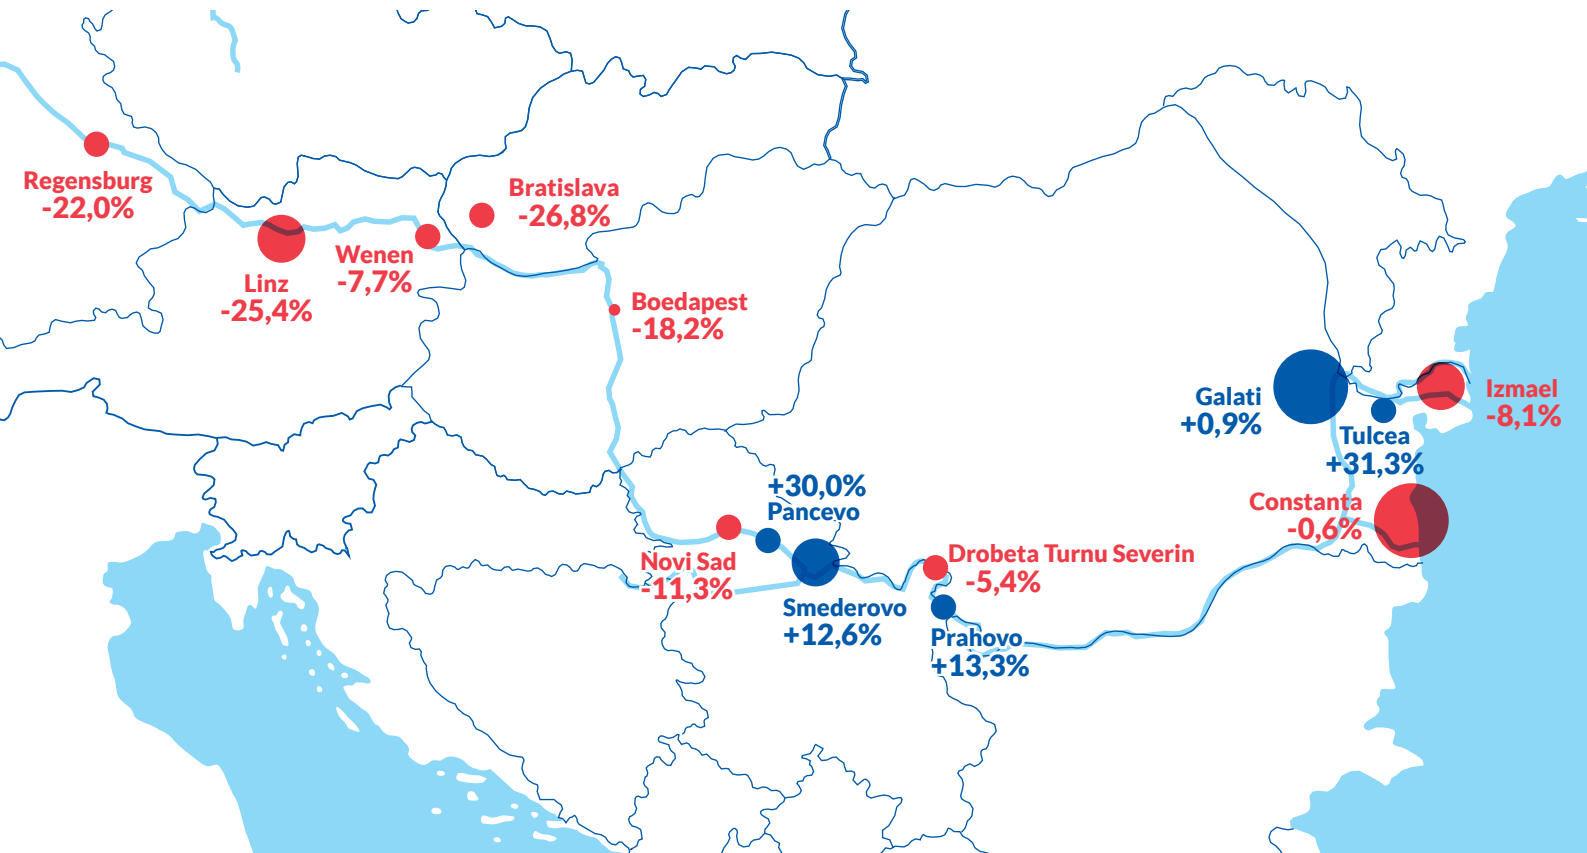 Regensburg
-22,0%
Linz
-25,4%
Wenen
-7,7%
Bratislava
-26,8%
Boedapest
-18,2%
Novi Sad
-11,3%
+30,0%
Pancevo
Smederovo
+12,6%
Drobeta Turnu Severin
-5,4%
Prahovo
+13,3%
Galati
+0,9%
Tulcea
+31,3%
Izmael
-8,1%
Constanta
-0,6%